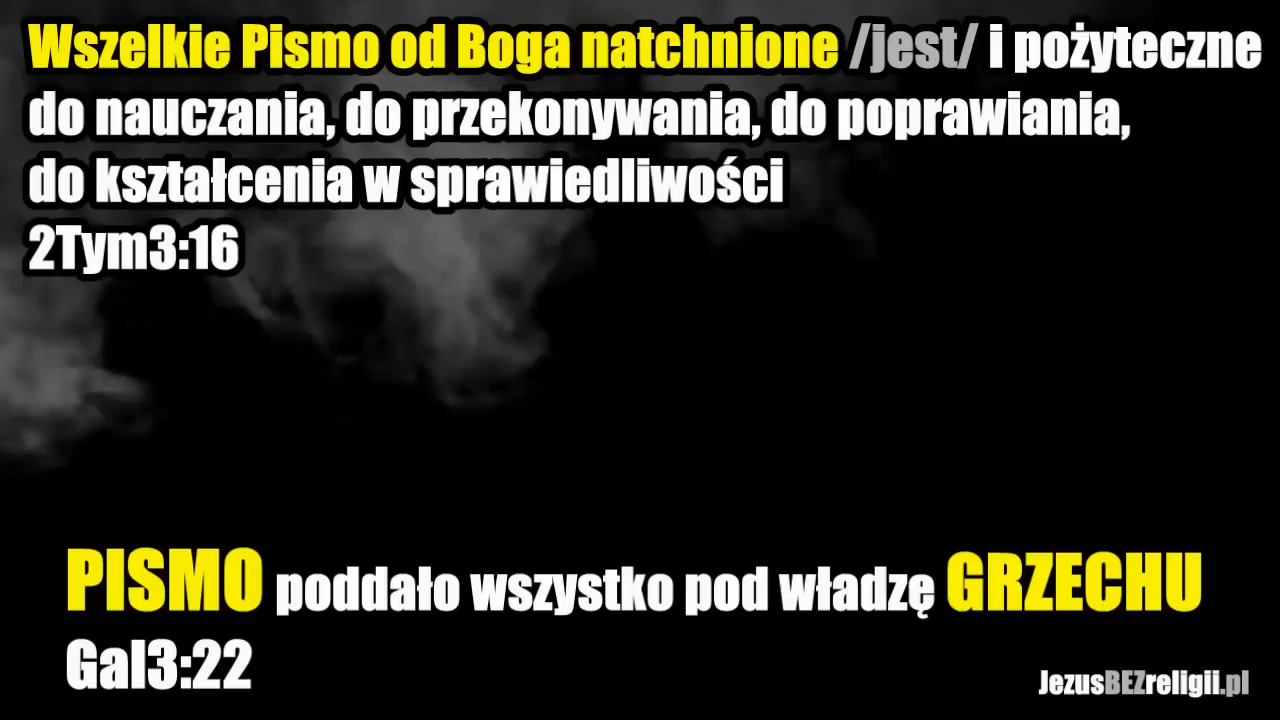 Wszelkie Pismo od Boga natchnione /jest/ i pożyteczne
do nauczania, do przekonywania, do poprawiania,
do kształcenia w sprawiedliwości
2Tym3:16
PISMO poddało wszystko pod władzę GRZECHU
Gal3:22
JezusBEZreligii.pl